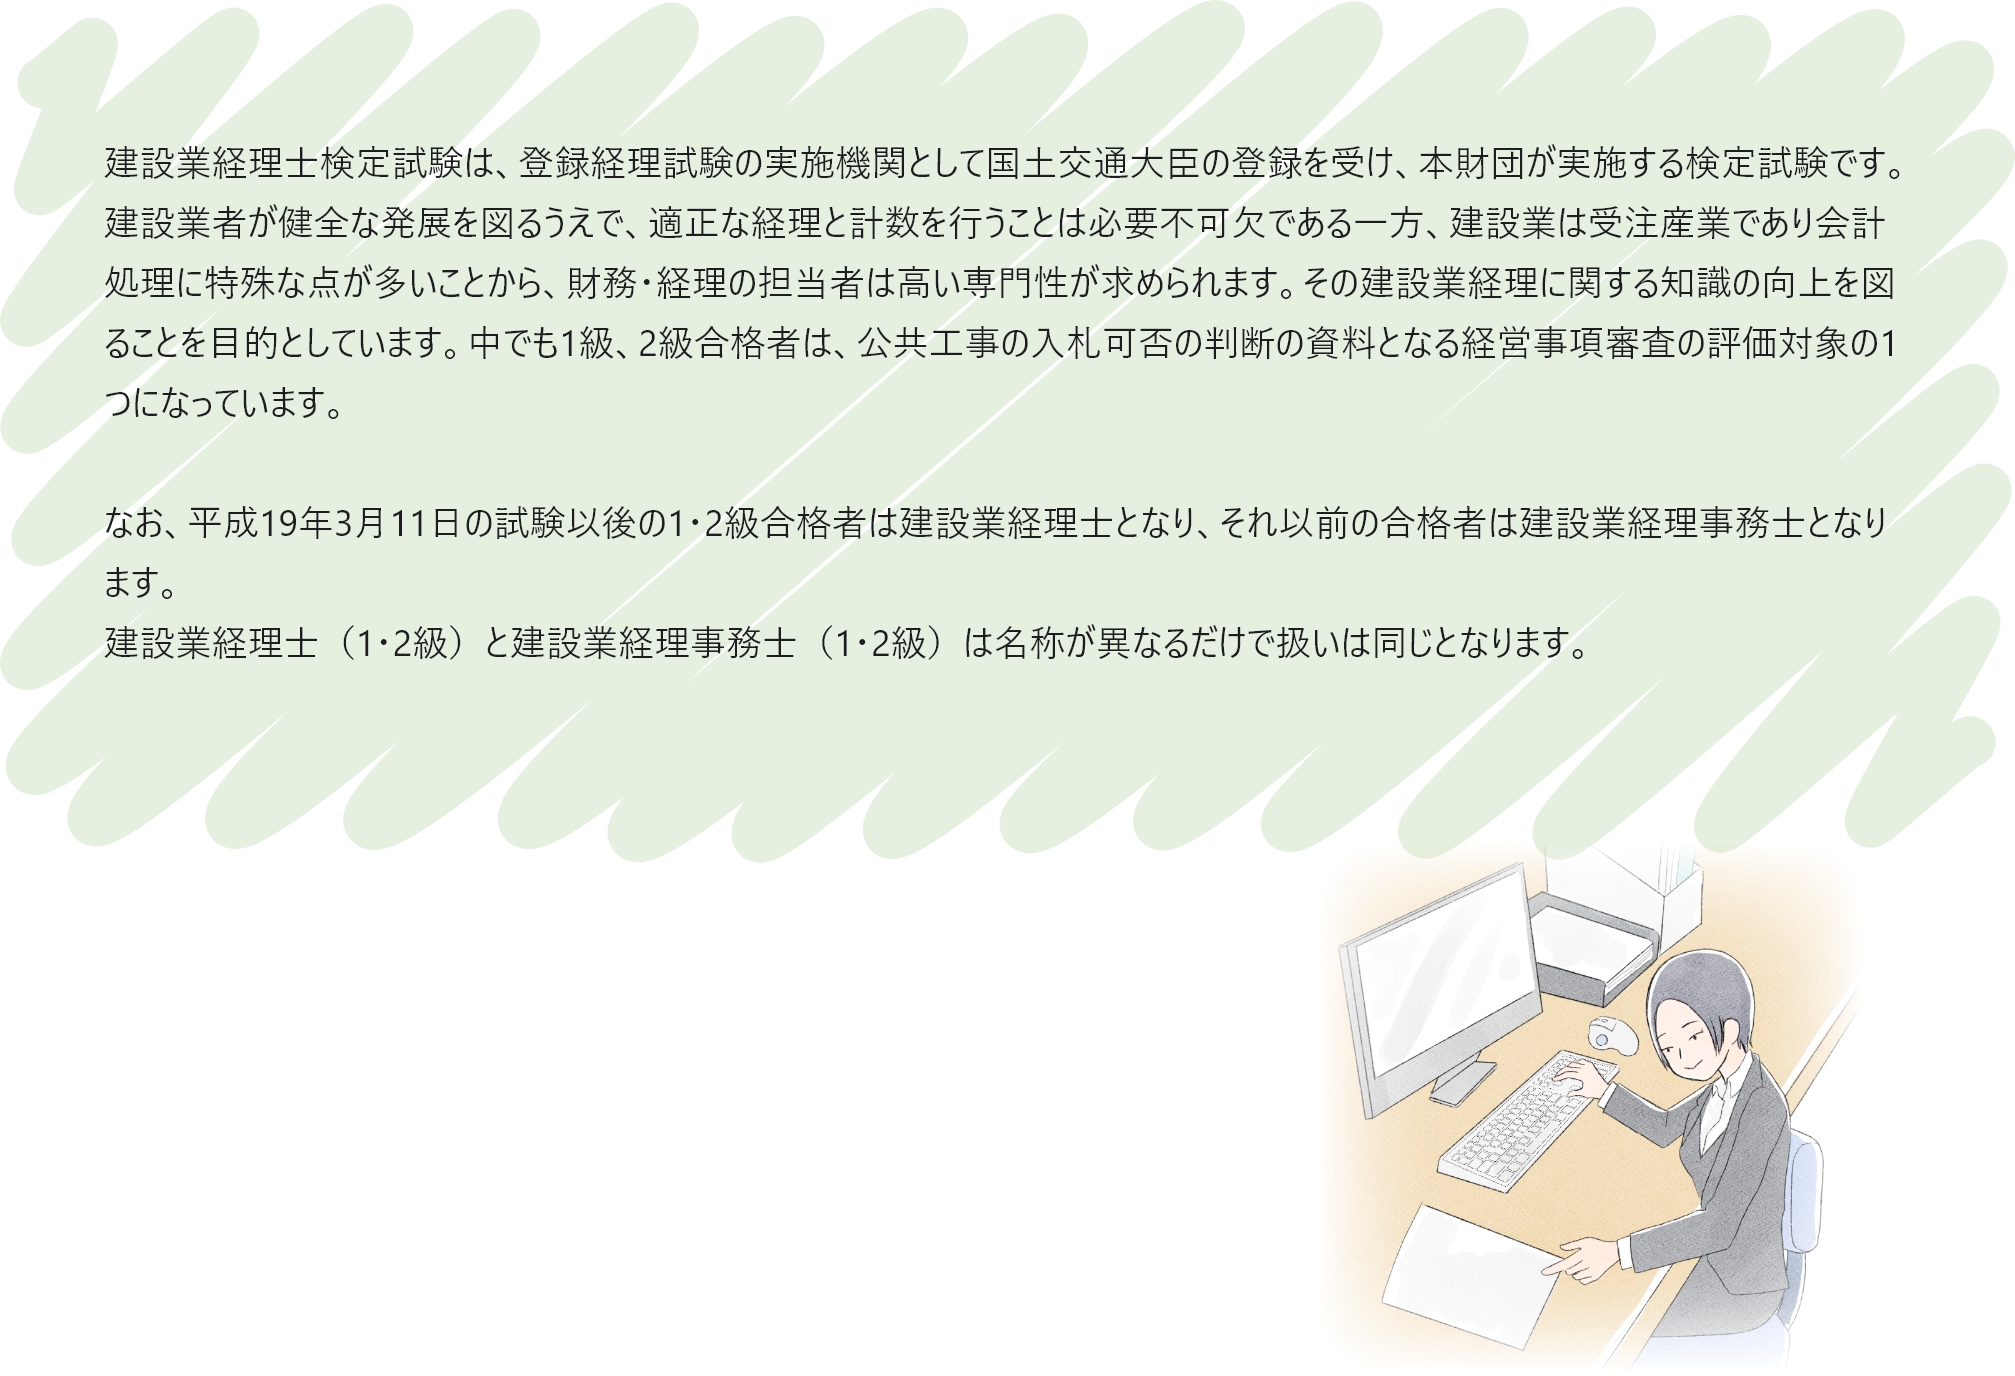 建設業経理士検定試験は、登録経理試験の実施機関として国土交通大臣の登録を受け、本財団が実施する検定試験です。
建設業者が健全な発展を図るうえで、適正な経理と計数を行うことは必要不可欠である一方、建設業は受注産業であり会計
処理に特殊な点が多いことから、財務・経理の担当者は高い専門性が求められます。その建設業経理に関する知識の向上を図
ることを目的としています。中でも1級、2級合格者は、公共工事の入札可否の判断の資料となる経営事項審査の評価対象の1
つになっています。
なお、平成19年3月11日の試験以後の1・2級合格者は建設業経理士となり、それ以前の合格者は建設業経理事務士となり
ます。
建設業経理士（1・2級）と建設業経理事務士（1・2級）は名称が異なるだけで扱いは同じとなります。